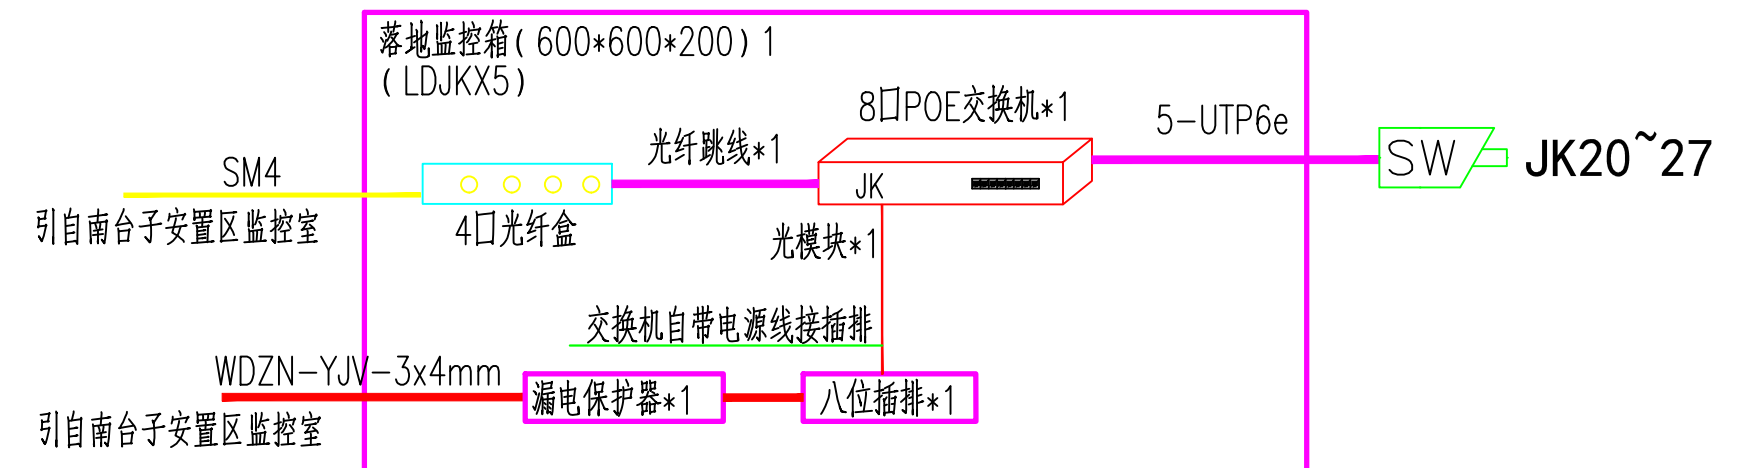 落地监控箱(600*600*200)1
(LDJKX5)
8口POE交换机*1
5-UTP6e
光纤跳线*1
SM4
SW
JK20~27
JK
引自南台子安置区监控室
4口光纤盒
光模块*1
交换机自带电源线接插排
WDZN-YJV-3x4mm
漏电保护器*1
八位插排*1
引自南台子安置区监控室